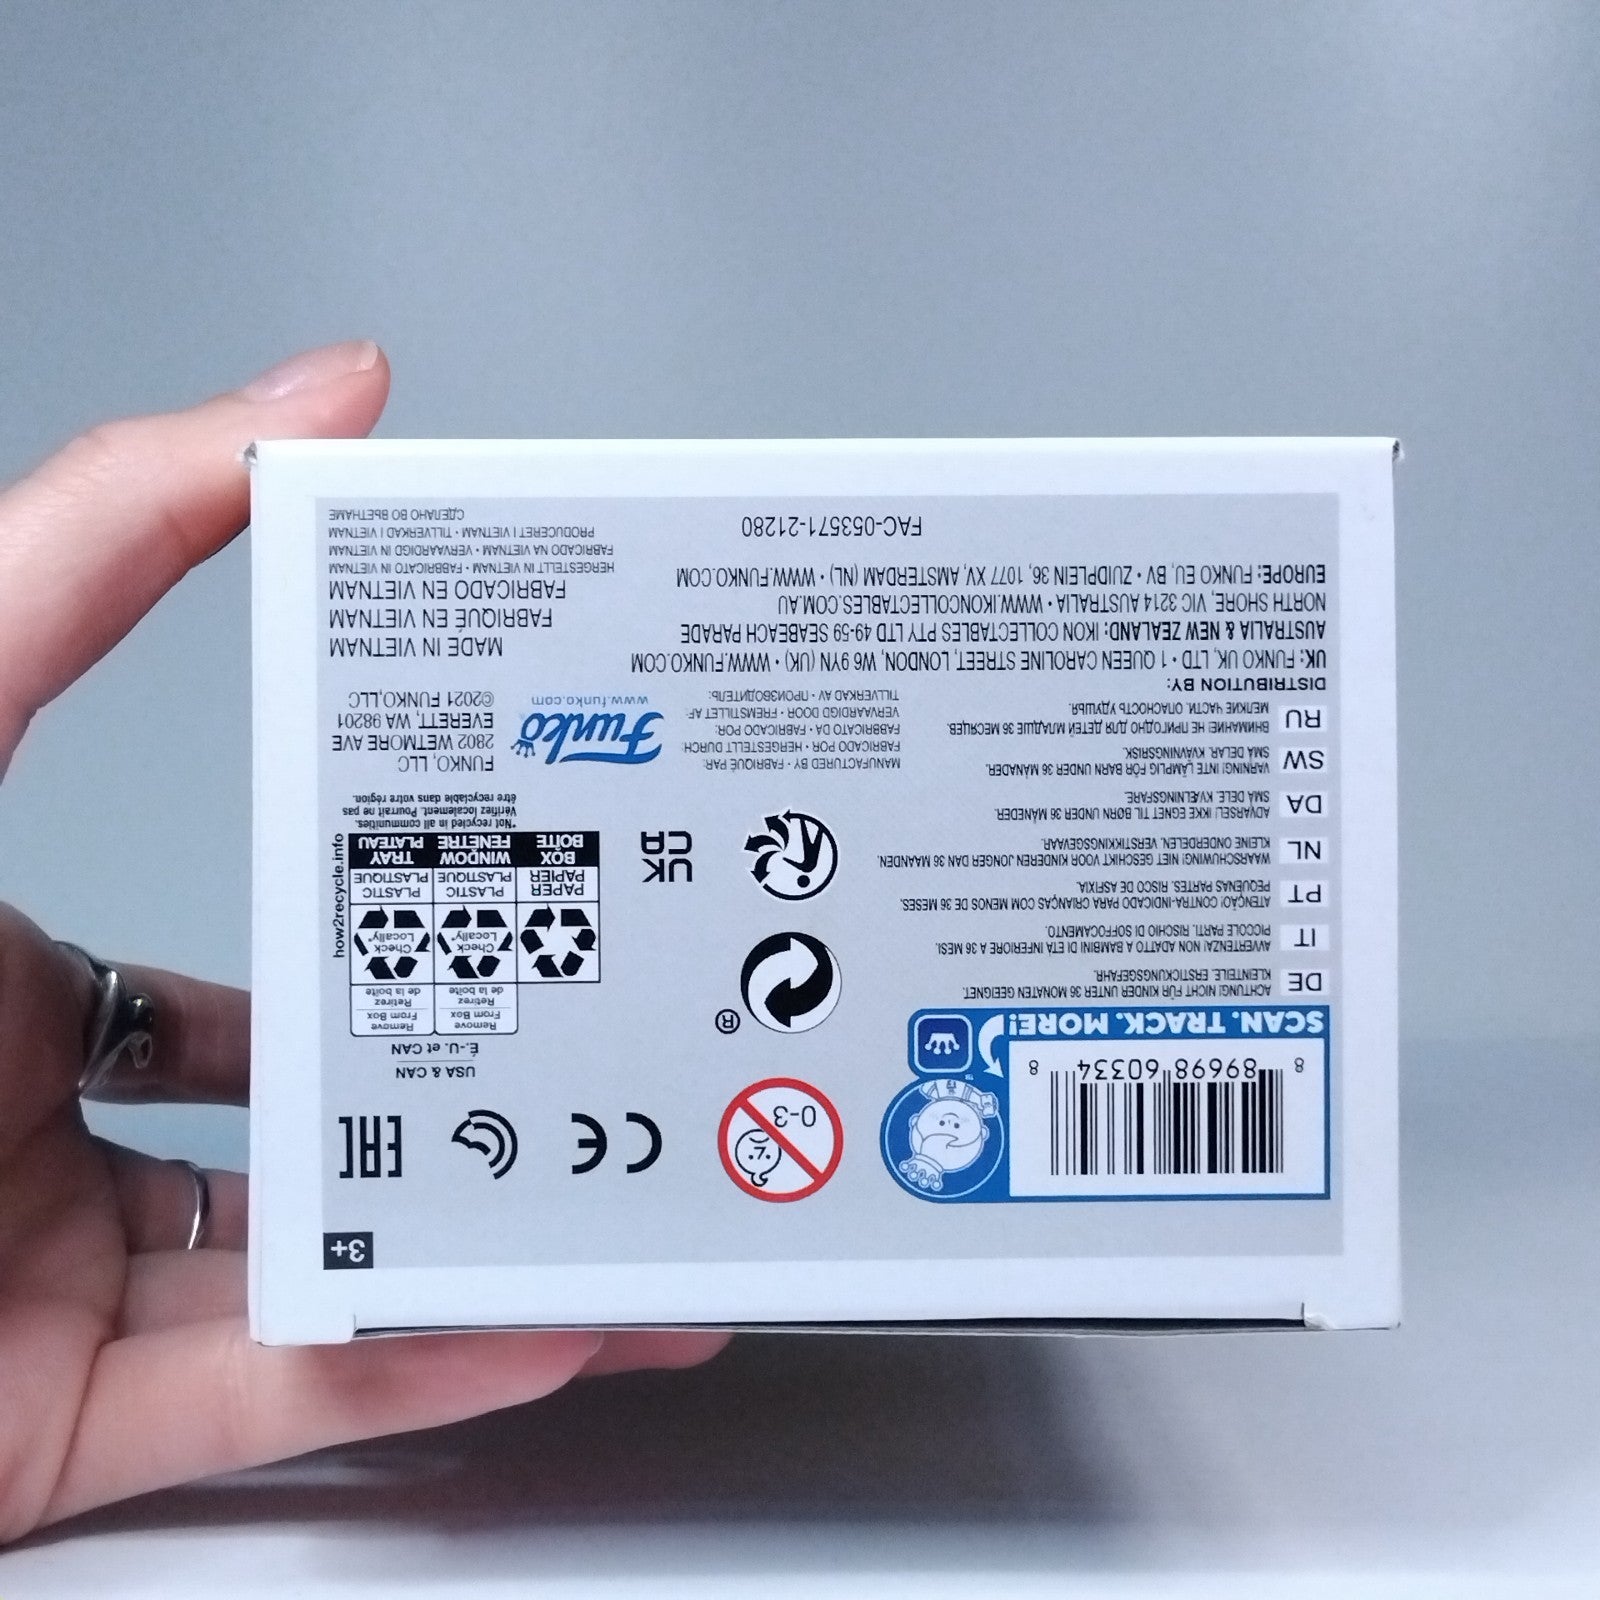 3+
8 89698 60334 8
SCAN. TRACK. MORE!
™
0-3
CE
EAC
USA & CAN
É.-U. et CAN
®
Remove From Box
Retirez de la boîte
Remove From Box
Retirez de la boîte
Check Locally*
Check Locally*
PAPER
PAPIER
PLASTIC
PLASTIQUE
PLASTIC
PLASTIQUE
BOX
BOÎTE
WINDOW
FENÊTRE
TRAY
PLATEAU
how2recycle.info
*Not recycled in all communities.
Vérifiez localement. Pourrait ne pas
être recyclable dans votre région.
UK
CA
DE
ACHTUNG! NICHT FÜR KINDER UNTER 36 MONATEN GEEIGNET.
KLEINTEILE. ERSTICKUNGSGEFAHR.
IT
AVVERTENZA! NON ADATTO A BAMBINI DI ETÀ INFERIORE A 36 MESI.
PICCOLE PARTI. RISCHIO DI SOFFOCAMENTO.
PT
ATENÇÃO! CONTRA-INDICADO PARA CRIANÇAS COM MENOS DE 36 MESES.
PEQUENAS PARTES. RISCO DE ASFIXIA.
NL
WAARSCHUWING! NIET GESCHIKT VOOR KINDEREN JONGER DAN 36 MAANDEN.
KLEINE ONDERDELEN. VERSTIKKINGSGEVAAR.
DA
ADVARSEL! IKKE EGNET TIL BØRN UNDER 36 MÅNEDER.
SMÅ DELE. KVÆLNINGSFARE.
SW
VARNING! INTE LÄMPLIG FÖR BARN UNDER 36 MÅNADER.
SMÅ DELAR. KVÄVNINGSRISK.
RU
ВНИМАНИЕ! НЕ ПРИГОДНО ДЛЯ ДЕТЕЙ МЛАДШЕ 36 МЕСЯЦЕВ.
МЕЛКИЕ ЧАСТИ. ОПАСНОСТЬ УДУШЬЯ.
MANUFACTURED BY • FABRIQUÉ PAR:
FABRICADO POR • HERGESTELLT DURCH:
FABBRICATO DA • FABRICADO POR:
VERVAARDIGD DOOR • FREMSTILLET AF:
TILLVERKAD AV • ПРОИЗВОДИТЕЛЬ:
Funko
www.funko.com
FUNKO, LLC
2802 WETMORE AVE
EVERETT, WA 98201
©2021 FUNKO,LLC
DISTRIBUTION BY:
UK: FUNKO UK, LTD • 1 QUEEN CAROLINE STREET, LONDON, W6 9YN (UK) • WWW.FUNKO.COM
AUSTRALIA & NEW ZEALAND: IKON COLLECTABLES PTY LTD 49-59 SEABEACH PARADE
NORTH SHORE, VIC 3214 AUSTRALIA • WWW.IKONCOLLECTABLES.COM.AU
EUROPE: FUNKO EU, BV • ZUIDPLEIN 36, 1077 XV, AMSTERDAM (NL) • WWW.FUNKO.COM
FAC-053571-21280
MADE IN VIETNAM
FABRIQUÉ EN VIETNAM
FABRICADO EN VIETNAM
HERGESTELLT IN VIETNAM • FABBRICATO IN VIETNAM
FABRICADO NA VIETNAM • VERVAARDIGD IN VIETNAM
PRODUCERET I VIETNAM • TILLVERKAD I VIETNAM
СДЕЛАНО ВО ВЬЕТНАМЕ